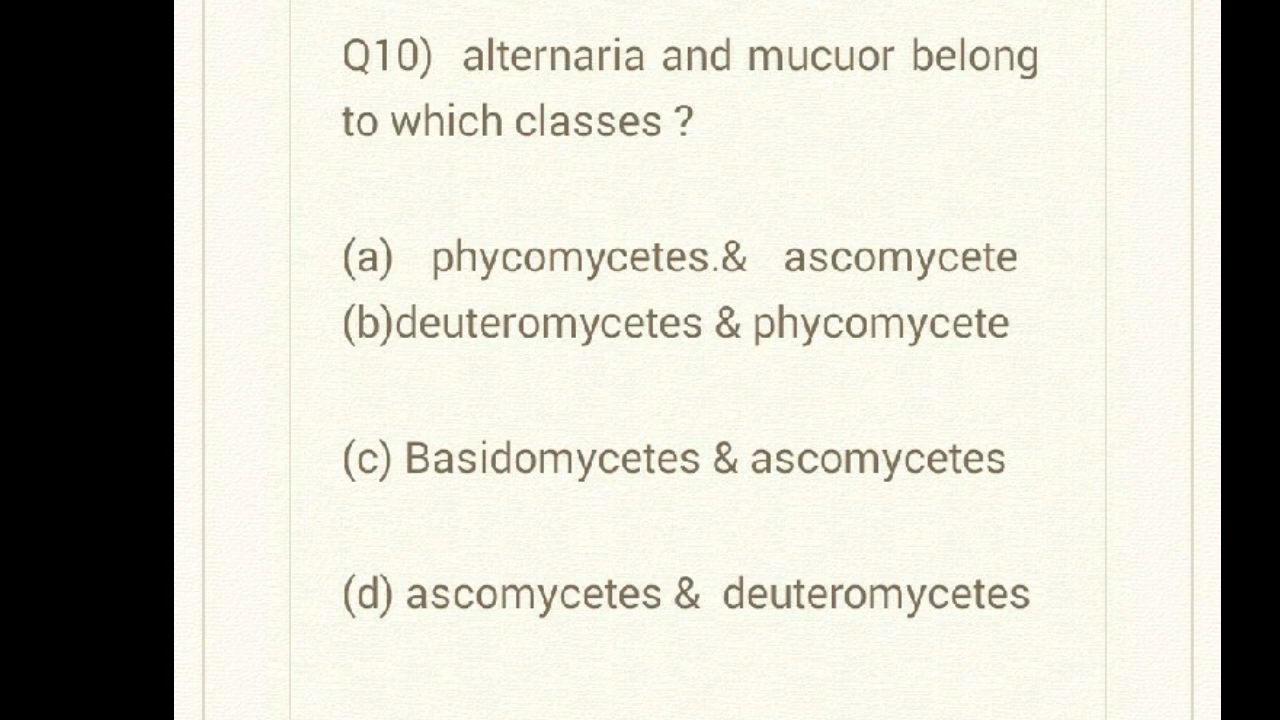 Q10) alternaria and mucuor belong
to which classes ?
(a) phycomycetes.& ascomycete
(b)deuteromycetes & phycomycete
(c) Basidomycetes & ascomycetes
(d) ascomycetes & deuteromycetes